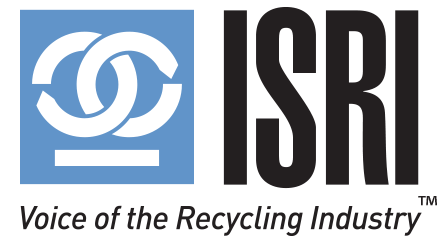 ISRI
Voice of the Recycling Industry™